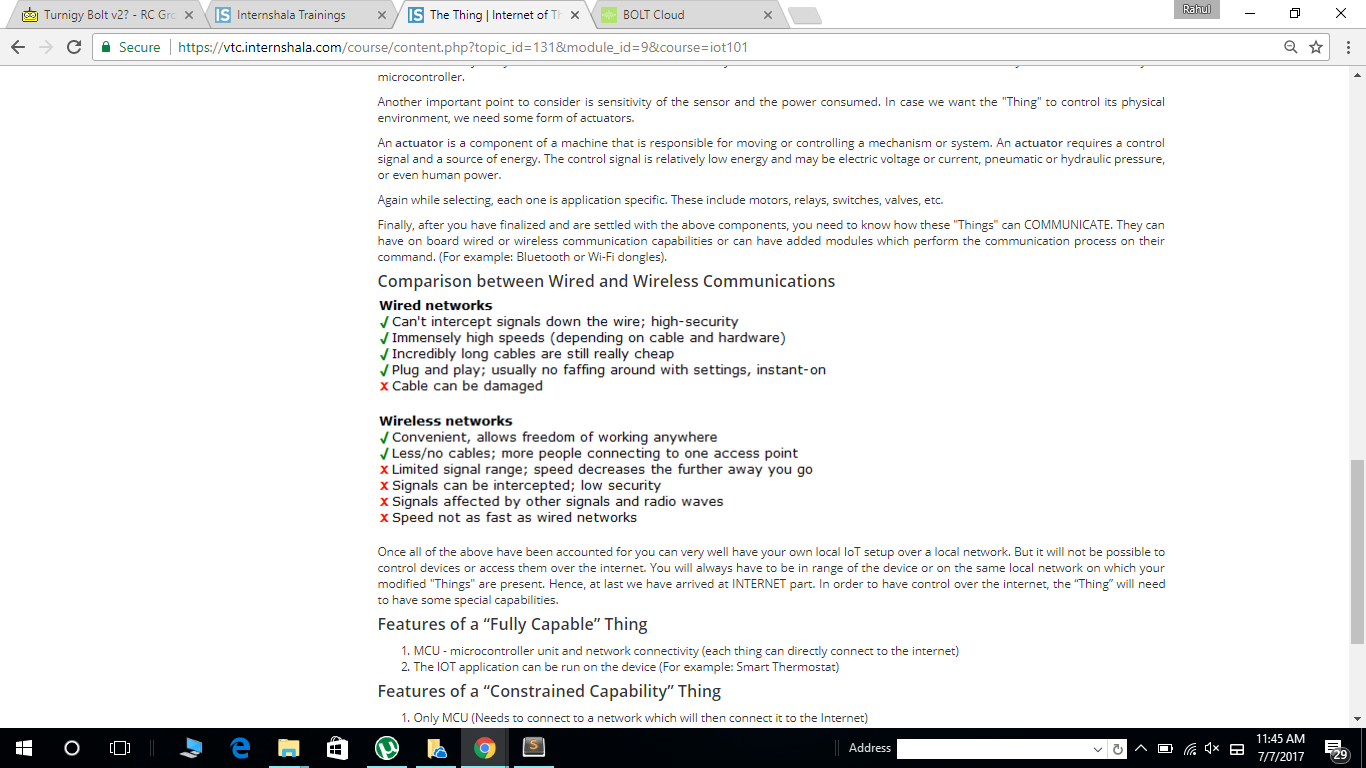 Turnigy Bolt v2? - RC Gro
Internshala Trainings
The Thing | Internet of Th
BOLT Cloud
Rahul
Secure
https://vtc.internshala.com/course/content.php?topic_id=131&module_id=9&course=iot101
microcontroller.
Another important point to consider is sensitivity of the sensor and the power consumed. In case we want the "Thing" to control its physical
environment, we need some form of actuators.
An actuator is a component of a machine that is responsible for moving or controlling a mechanism or system. An actuator requires a control
signal and a source of energy. The control signal is relatively low energy and may be electric voltage or current, pneumatic or hydraulic pressure,
or even human power.
Again while selecting, each one is application specific. These include motors, relays, switches, valves, etc.
Finally, after you have finalized and are settled with the above components, you need to know how these "Things" can COMMUNICATE. They can
have on board wired or wireless communication capabilities or can have added modules which perform the communication process on their
command. (For example: Bluetooth or Wi-Fi dongles).
Comparison between Wired and Wireless Communications
Wired networks
√ Can't intercept signals down the wire; high-security
√ Immensely high speeds (depending on cable and hardware)
√ Incredibly long cables are still really cheap
√ Plug and play; usually no faffing around with settings, instant-on
x Cable can be damaged
Wireless networks
√ Convenient, allows freedom of working anywhere
√ Less/no cables; more people connecting to one access point
x Limited signal range; speed decreases the further away you go
x Signals can be intercepted; low security
x Signals affected by other signals and radio waves
x Speed not as fast as wired networks
Once all of the above have been accounted for you can very well have your own local IoT setup over a local network. But it will not be possible to
control devices or access them over the internet. You will always have to be in range of the device or on the same local network on which your
modified "Things" are present. Hence, at last we have arrived at INTERNET part. In order to have control over the internet, the “Thing” will need
to have some special capabilities.
Features of a “Fully Capable” Thing
1. MCU - microcontroller unit and network connectivity (each thing can directly connect to the internet)
2. The IOT application can be run on the device (For example: Smart Thermostat)
Features of a “Constrained Capability” Thing
1. Only MCU (Needs to connect to a network which will then connect it to the Internet)
Address
11:45 AM
7/7/2017
29